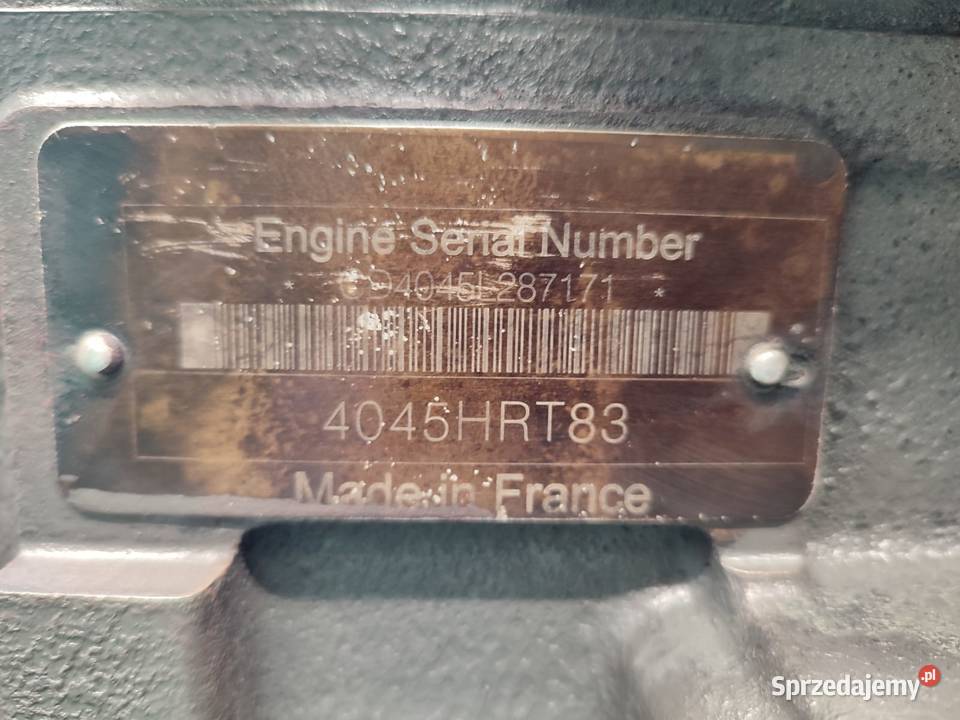 Engine Serial Number
* CD4045L287171 *
4045HRT83
Made in France
Sprzedajemy.pl